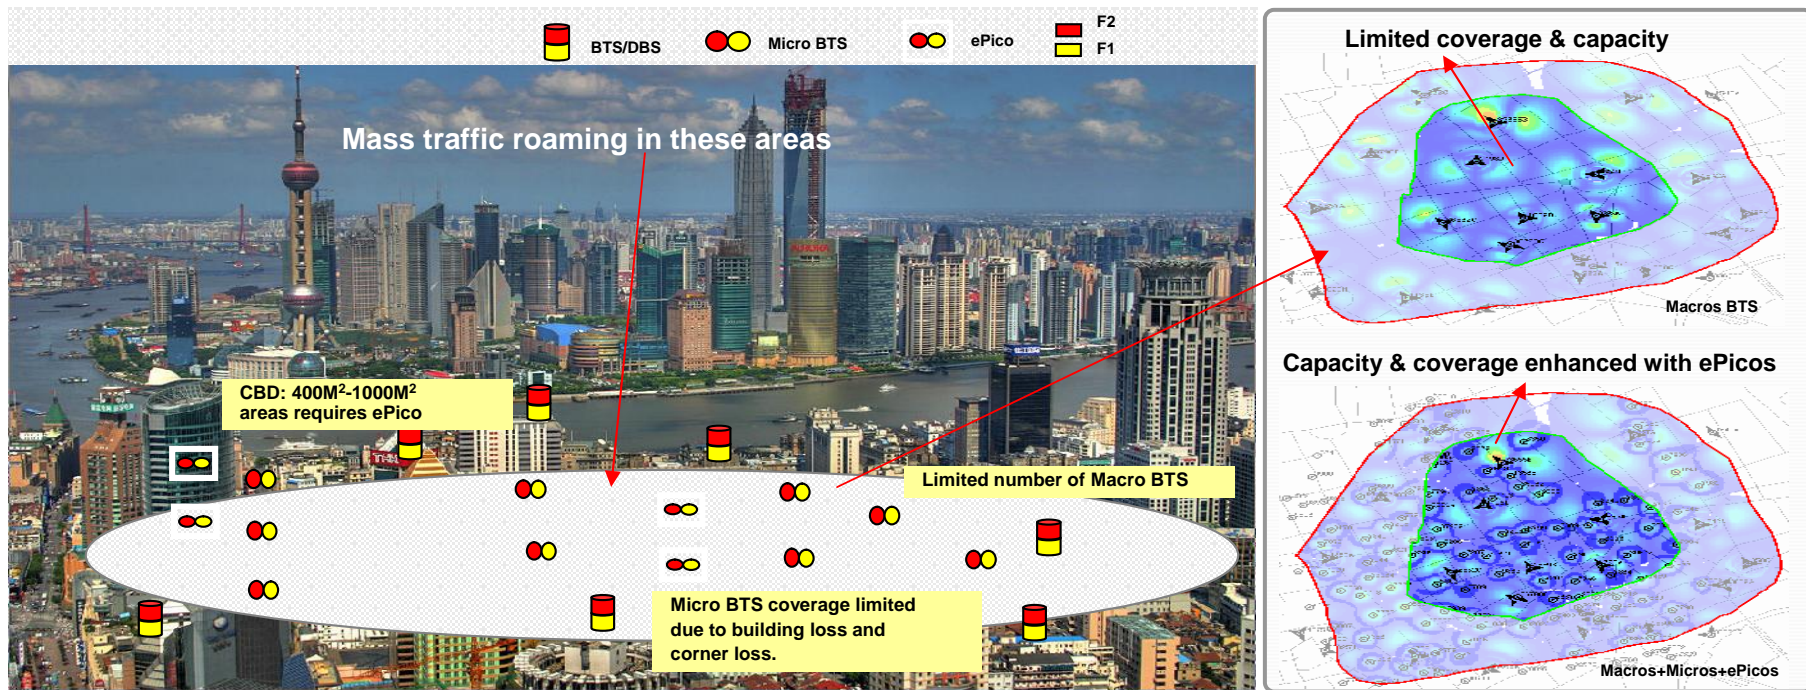 BTS/DBS
Micro BTS
ePico
F2
F1
Mass traffic roaming in these areas
CBD: 400M²-1000M²
areas requires ePico
Limited number of Macro BTS
Micro BTS coverage limited
due to building loss and
corner loss.
Limited coverage & capacity
Macros BTS
Capacity & coverage enhanced with ePicos
Macros+Micros+ePicos